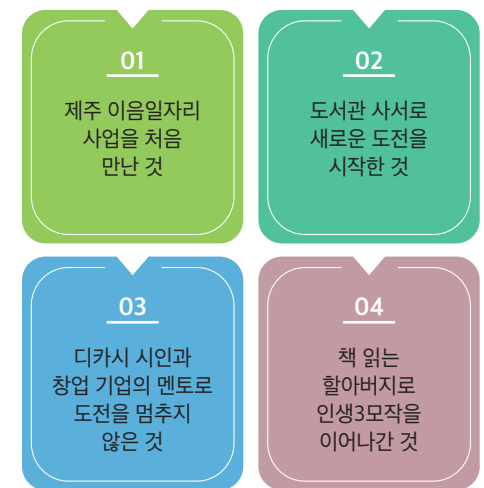 01
제주 이음일자리
사업을 처음
만난 것
02
도서관 사서로
새로운 도전을
시작한 것
03
디카시 시인과
창업 기업의 멘토로
도전을 멈추지
않은 것
04
책 읽는
할아버지로
인생3모작을
이어나간 것